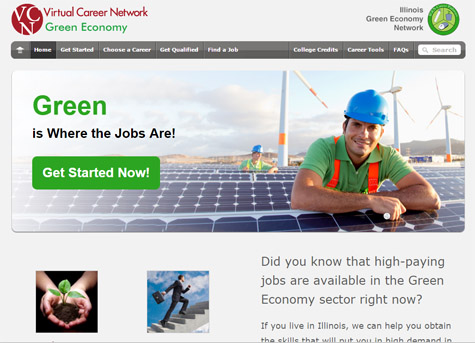 VCN
Virtual Career Network
Green Economy
Illinois
Green Economy
Network
Home Get Started Choose a Career Get Qualified Find a Job College Credits Career Tools FAQs Search
Green
is Where the Jobs Are!
Get Started Now!
Did you know that high-paying
jobs are available in the Green
Economy sector right now?
If you live in Illinois, we can help you obtain
the skills that will put you in high demand in